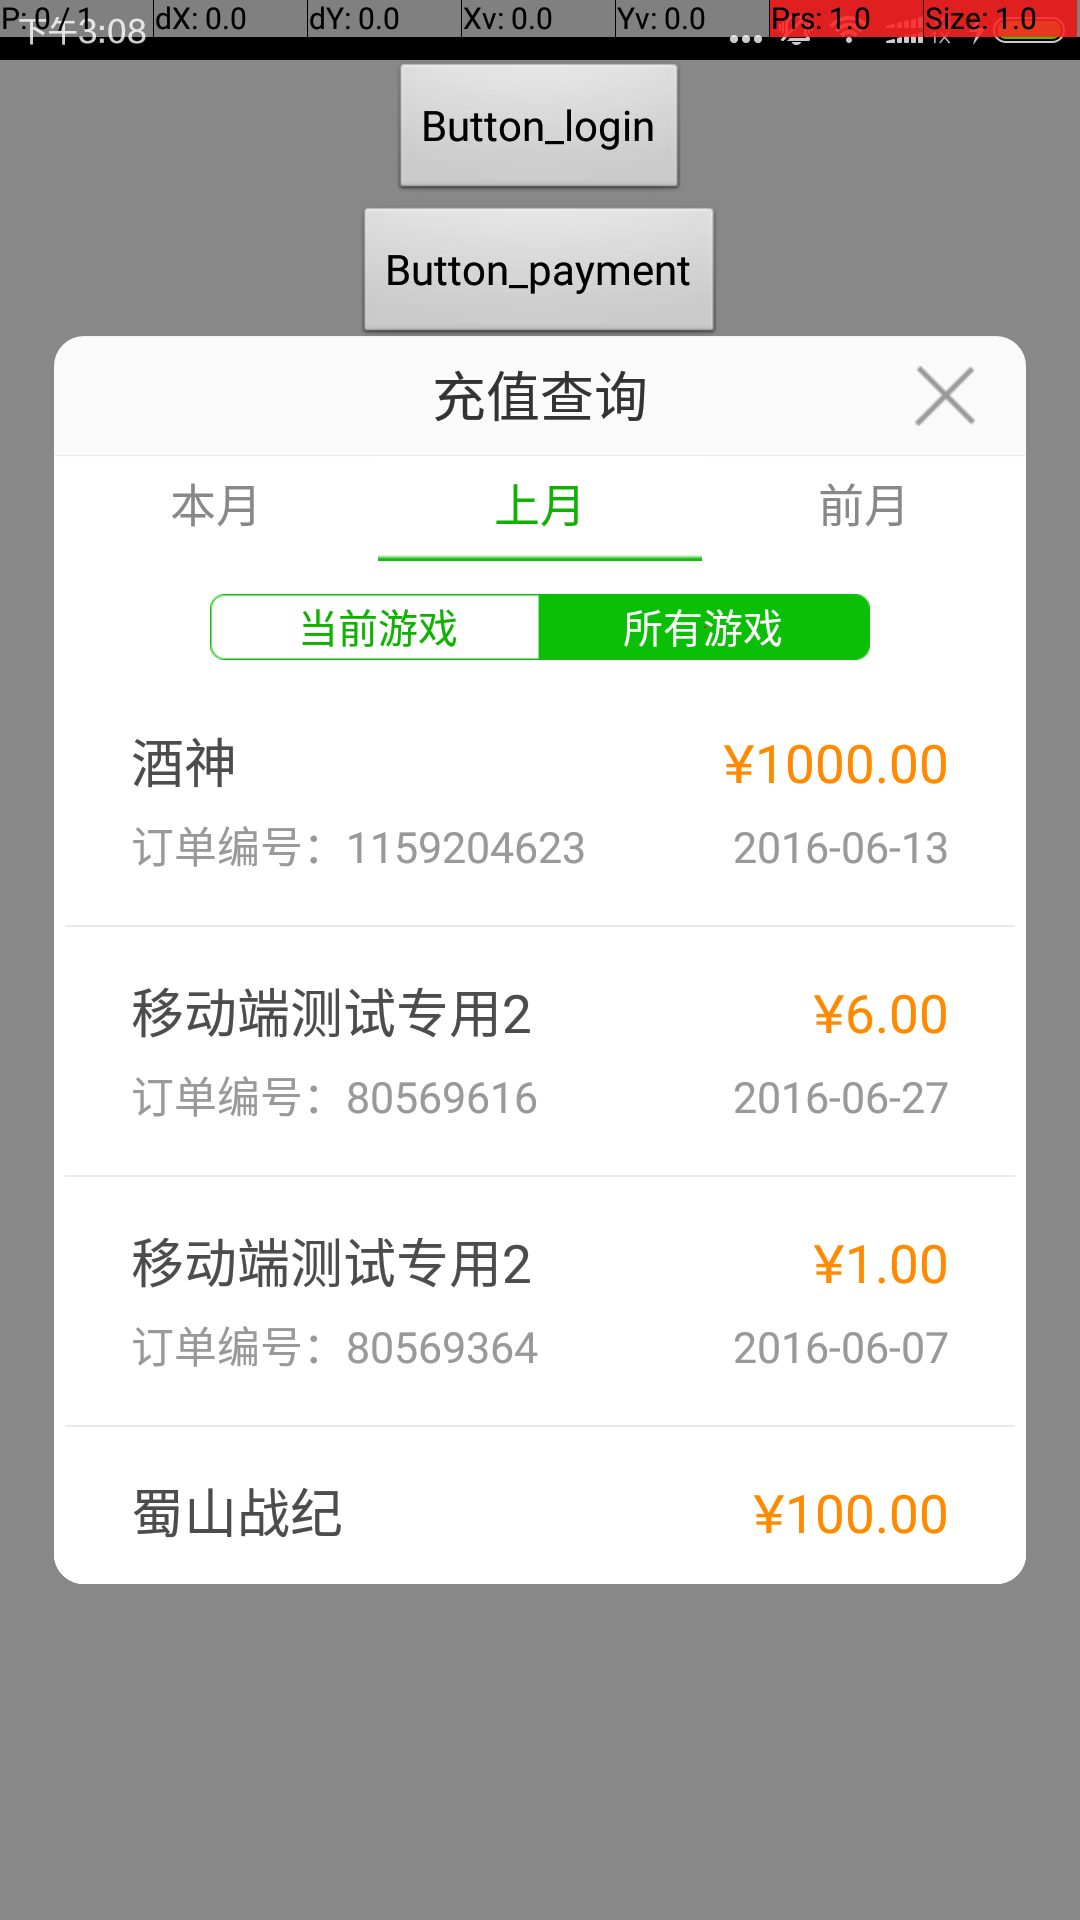 P: 0 / 1 dX: 0.0 dY: 0.0 Xv: 0.0 Yv: 0.0 Prs: 1.0 Size: 1.0
下午3:08 1X
Button_login
Button_payment
充值查询
本月 上月 前月
当前游戏 所有游戏
酒神 ¥1000.00
订单编号：1159204623 2016-06-13
移动端测试专用2 ¥6.00
订单编号：80569616 2016-06-27
移动端测试专用2 ¥1.00
订单编号：80569364 2016-06-07
蜀山战纪 ¥100.00